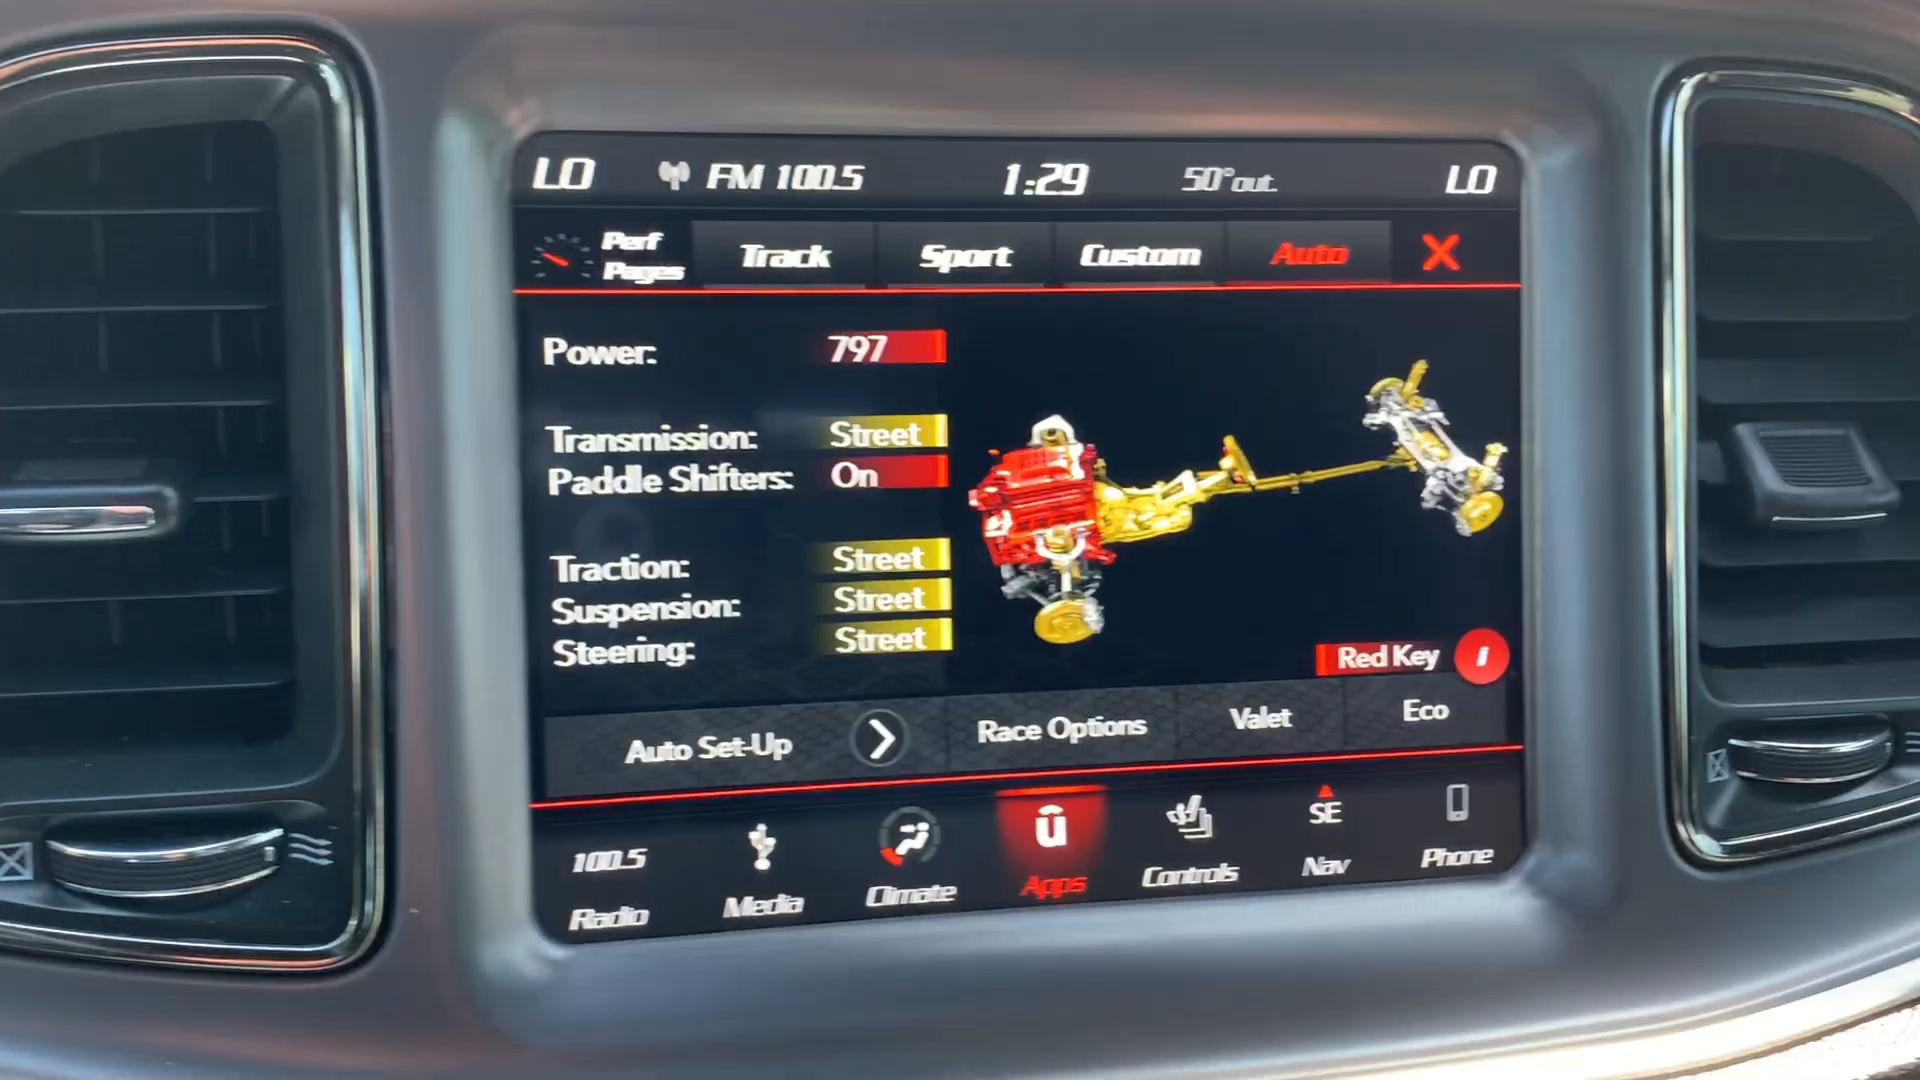 LO FM 100.5 1:29 50°out. LO
Perf Pages Track Sport Custom Auto X
Power: 797
Transmission: Street
Paddle Shifters: On
Traction: Street
Suspension: Street
Steering: Street
Red Key i
Auto Set-Up Race Options Valet Eco
100.5 SE
Radio Media Climate Apps Controls Nav Phone